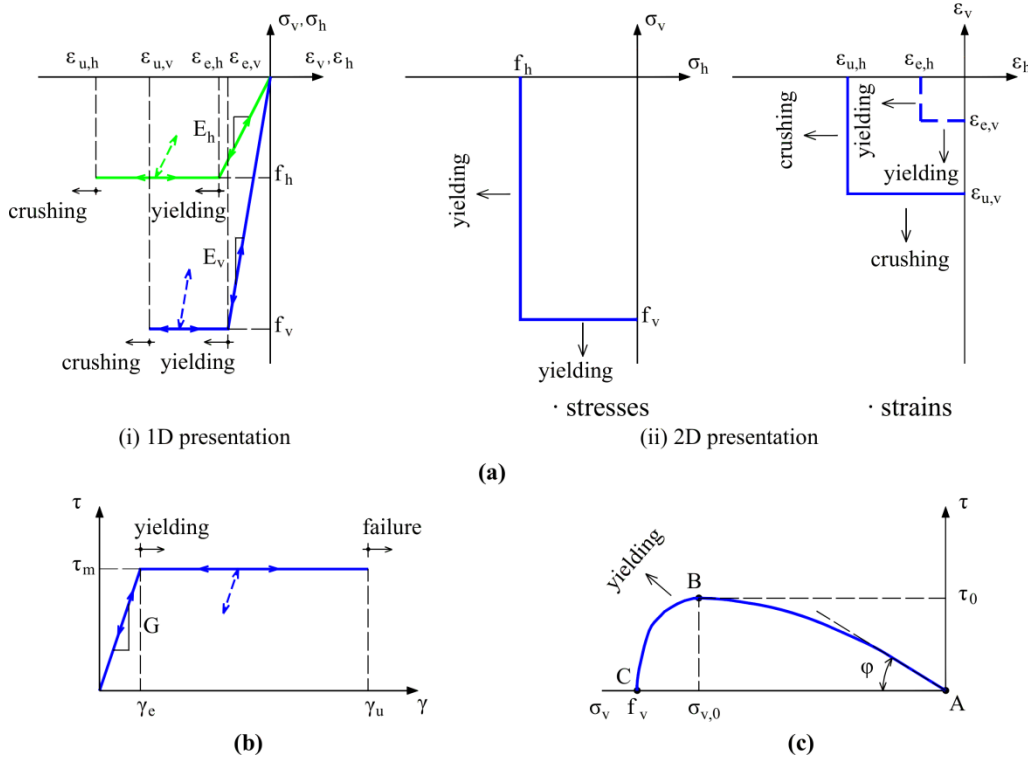 σv,σh
εu,h εu,v εe,h εe,v εv,εh
Eh
fh
crushing yielding
Ev
fv
crushing yielding
(i) 1D presentation
σv
fh σh
yielding
fv
yielding
· stresses
εv
εu,h εe,h εh
crushing
yielding
εe,v
yielding
εu,v
crushing
· strains
(ii) 2D presentation
(a)
τ
yielding failure
τm
G
γe γu γ
(b)
τ
yielding
B
τ0
φ
C
A
σv fv σv,0
(c)